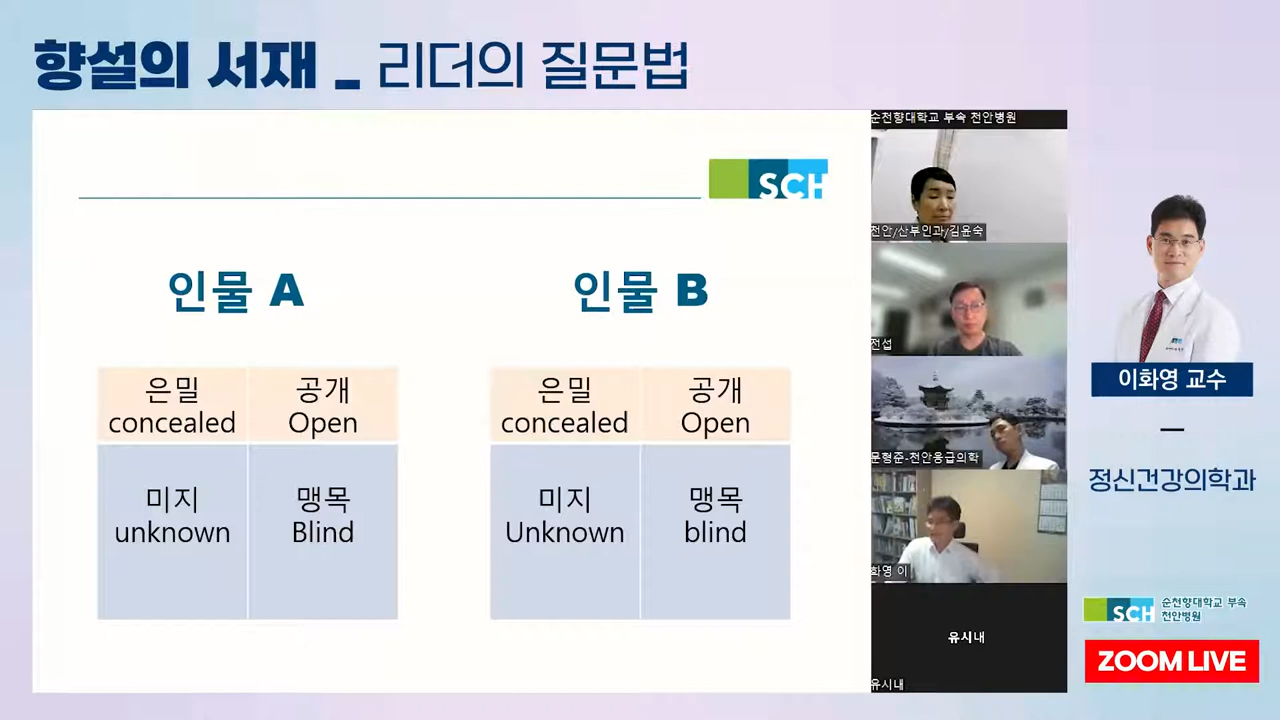 향설의 서재 _ 리더의 질문법
SCH
인물 A
은밀
concealed
공개
Open
미지
unknown
맹목
Blind
인물 B
은밀
concealed
공개
Open
미지
Unknown
맹목
blind
순천향대학교 부속 천안병원
천안/산부인과/김윤숙
전섭
문형준-천안응급의학
화영 이
유시내
유시내
이화영 교수
정신건강의학과
SCH
순천향대학교 부속
천안병원
ZOOM LIVE